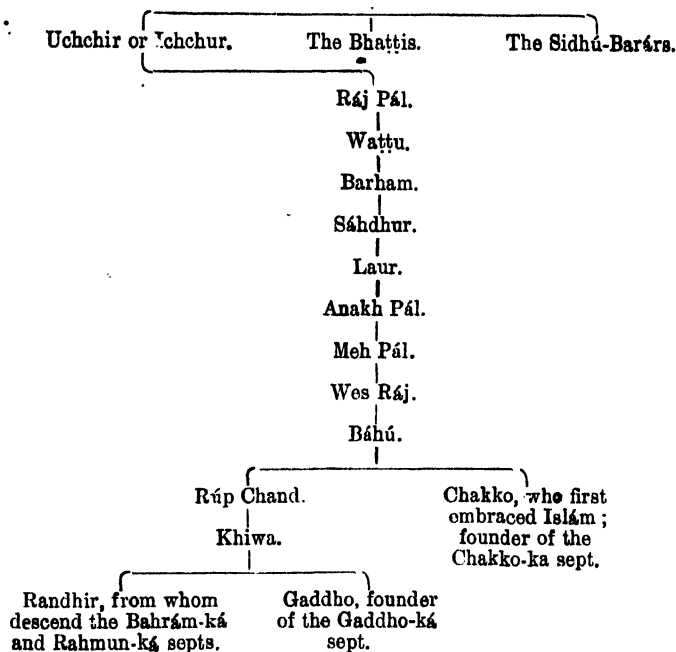 Uchchir or Ichchur. The Bhaṭṭis. The Sidhú-Barárs.
Ráj Pál.
Waṭṭu.
Barham.
Sáhdhur.
Laur.
Anakh Pál.
Meh Pál.
Wes Ráj.
Báhú.
Rúp Chand.
Khiwa.
Chakko, who first
embraced Islám;
founder of the
Chakko-ka sept.
Randhir, from whom
descend the Bahrám-ká
and Rahmun-ká septs.
Gaddho, founder
of the Gaddho-ká
sept.